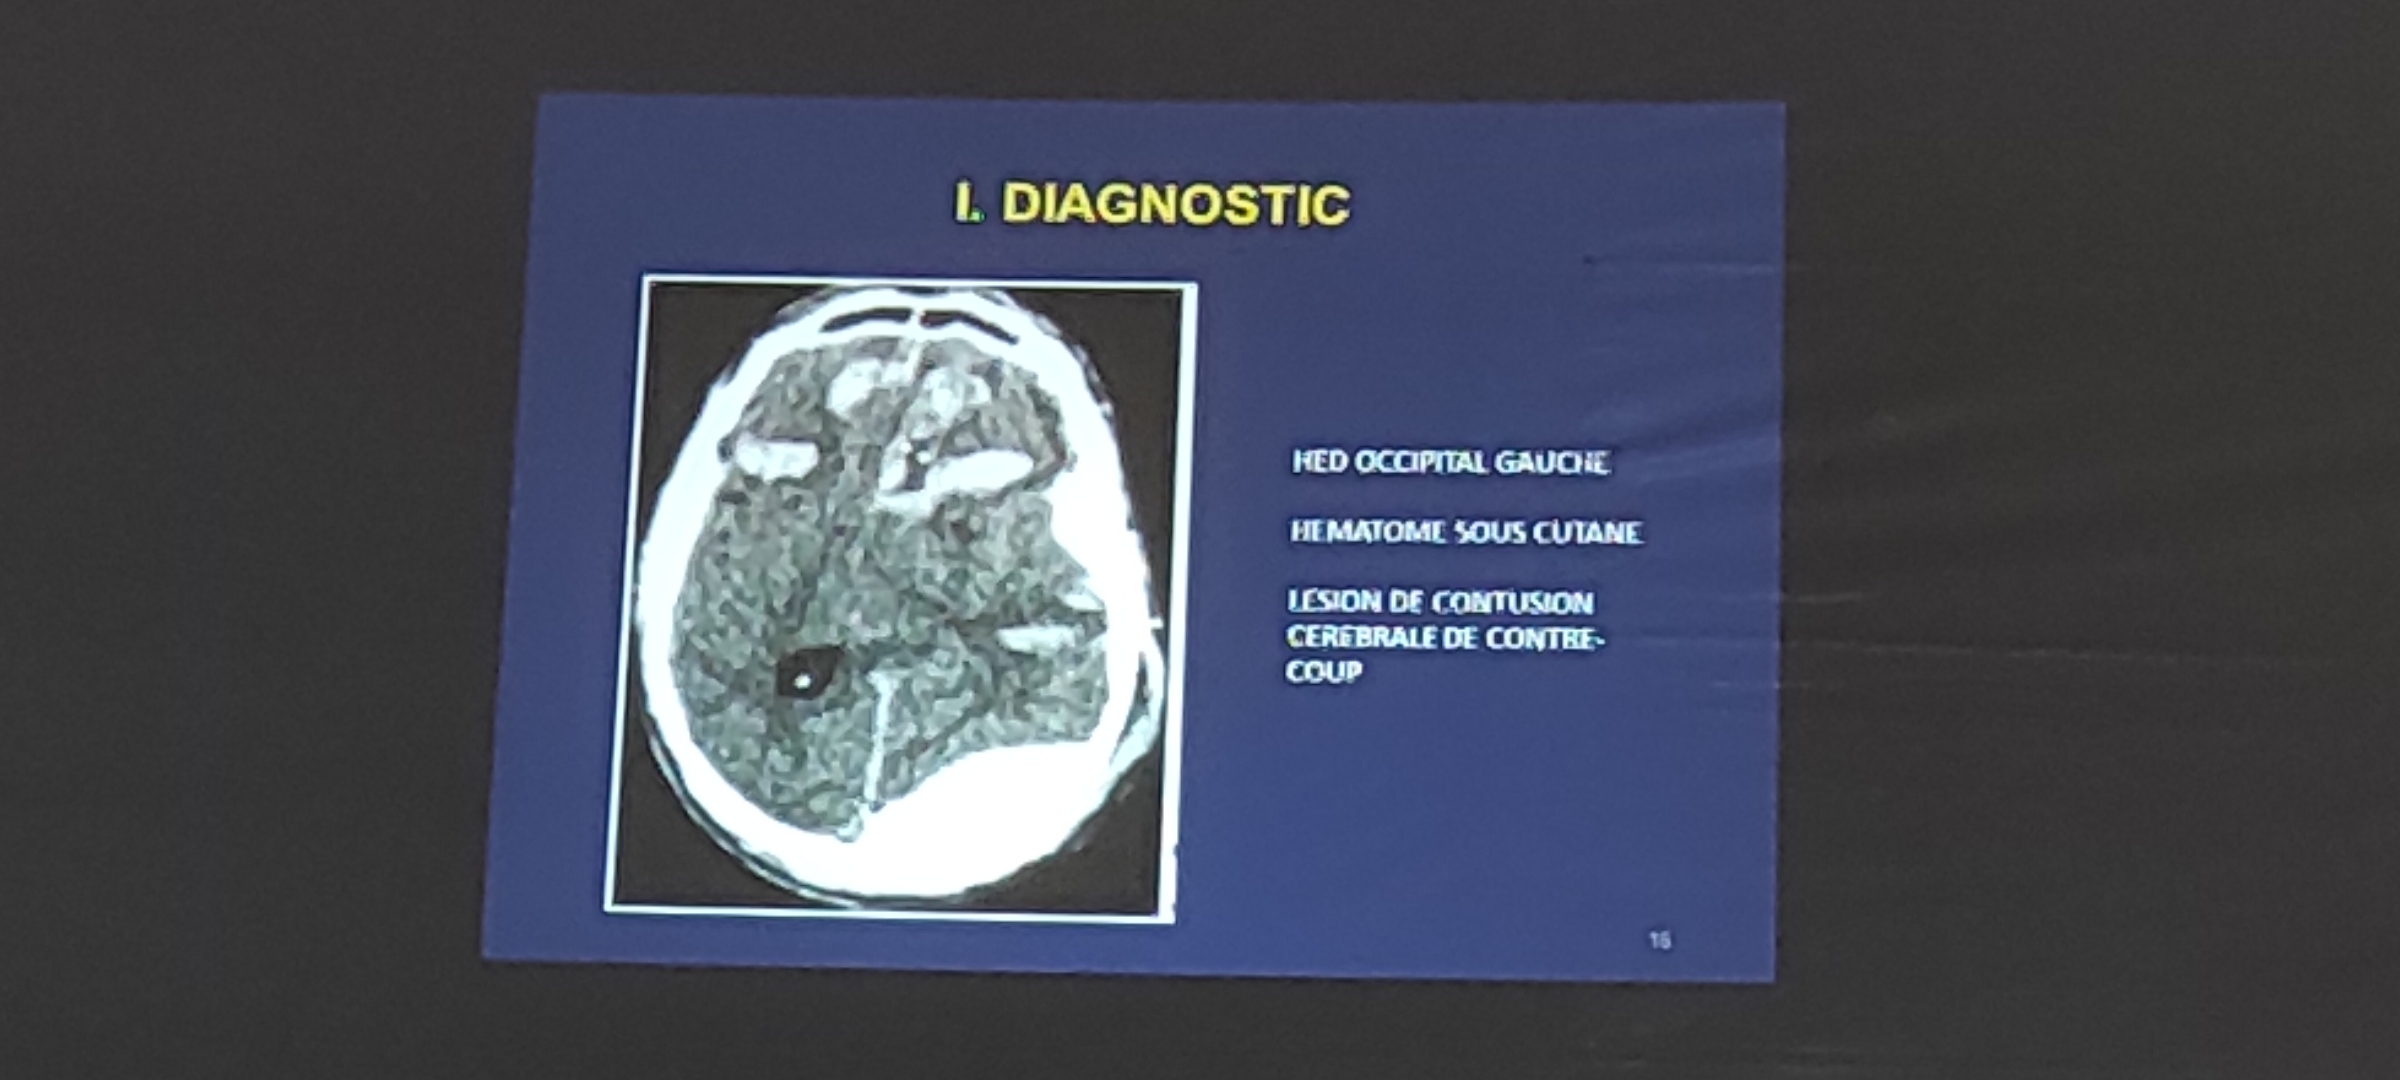 I. DIAGNOSTIC
HED OCCIPITAL GAUCHE
HEMATOME SOUS CUTANE
LESION DE CONTUSION
CEREBRALE DE CONTRE-
COUP
16